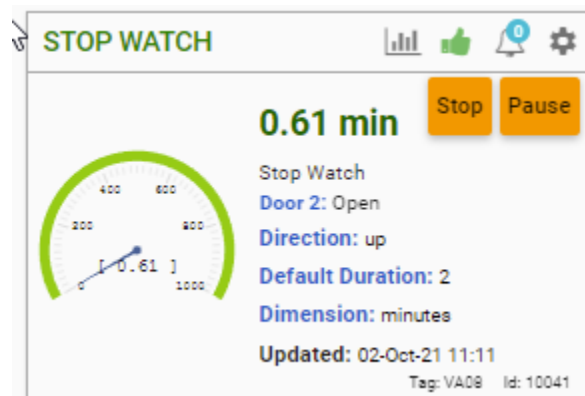 STOP WATCH 0
0.61 min Stop Pause
Stop Watch
Door 2: Open
Direction: up
Default Duration: 2
Dimension: minutes
Updated: 02-Oct-21 11:11
Tag: VA08 Id: 10041
400 600
200 800
[ 0.61 ]
0 1000